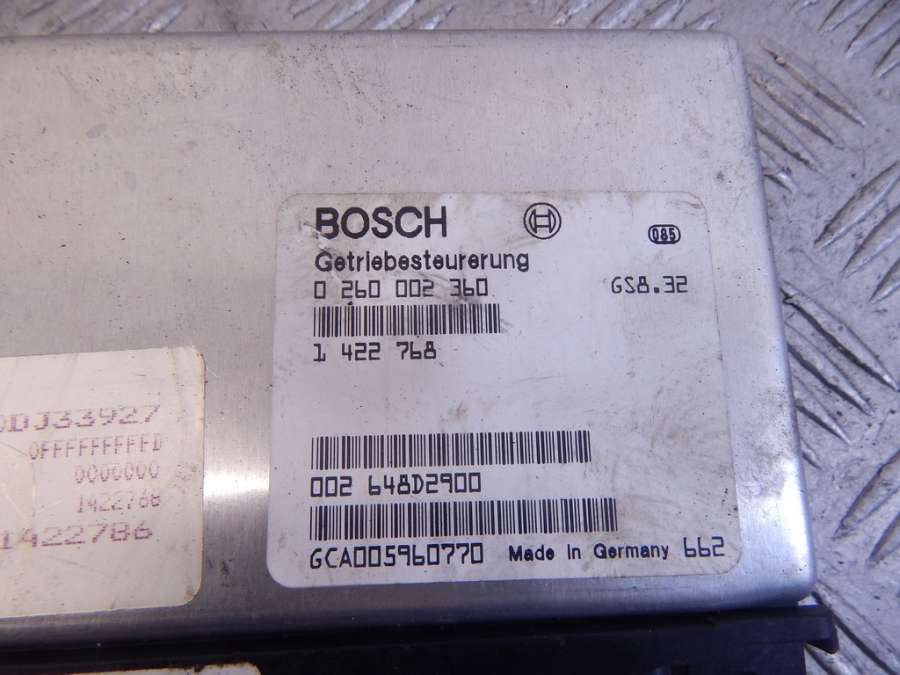 BOSCH
085
Getriebesteurerung
0 260 002 360
GS8.32
1 422 768
002 648D2900
GCA005960770 Made in Germany 662
DJ33927
0FFFFFFFFFD
0000000
1422768
1422786